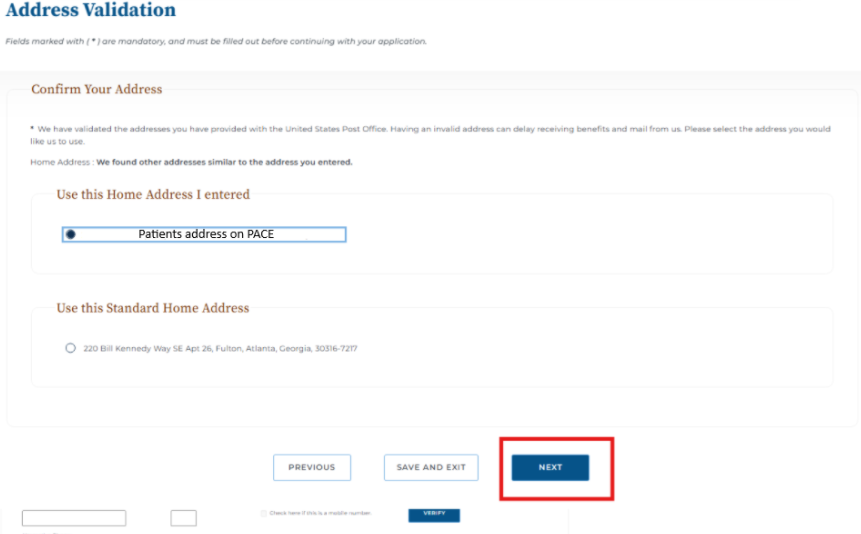 Address Validation
Fields marked with ( * ) are mandatory, and must be filled out before continuing with your application.
Confirm Your Address
* We have validated the addresses you have provided with the United States Post Office. Having an invalid address can delay receiving benefits and mail from us. Please select the address you would
like us to use.
Home Address : We found other addresses similar to the address you entered.
Use this Home Address I entered
Patients address on PACE
Use this Standard Home Address
220 Bill Kennedy Way SE Apt 26, Fulton, Atlanta, Georgia, 30316-7217
PREVIOUS
SAVE AND EXIT
NEXT
Check here if this is a mobile number.
VERIFY